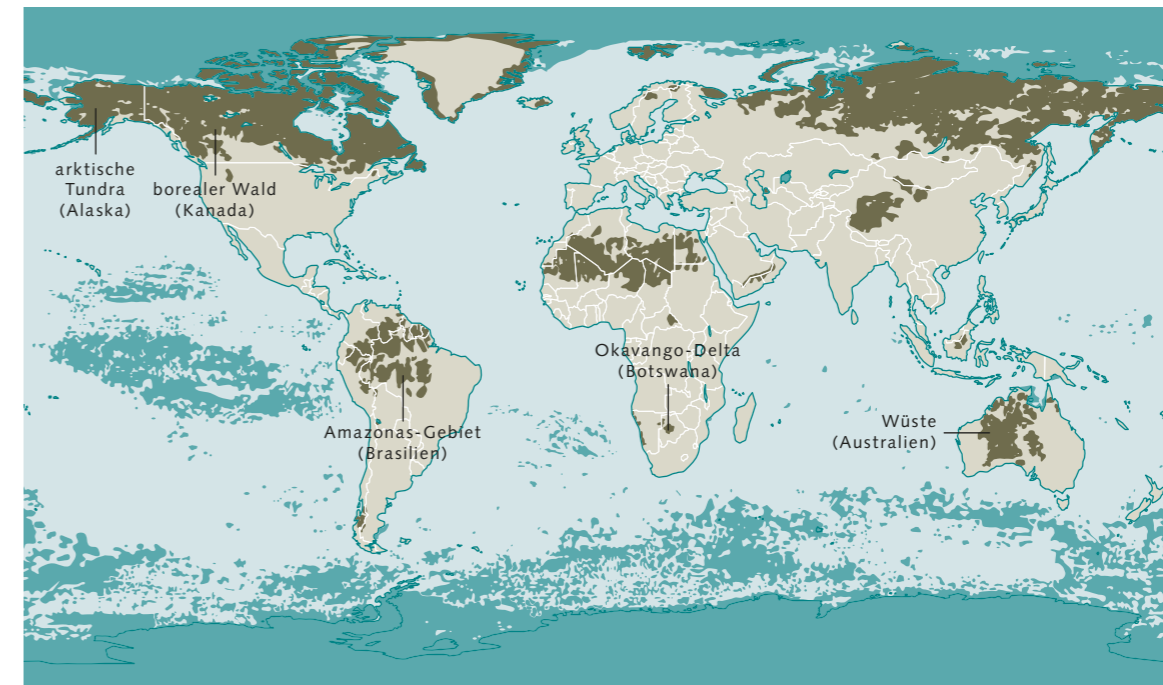 arktische
Tundra
(Alaska)
borealer Wald
(Kanada)
Okavango-Delta
(Botswana)
Amazonas-Gebiet
(Brasilien)
Wüste
(Australien)